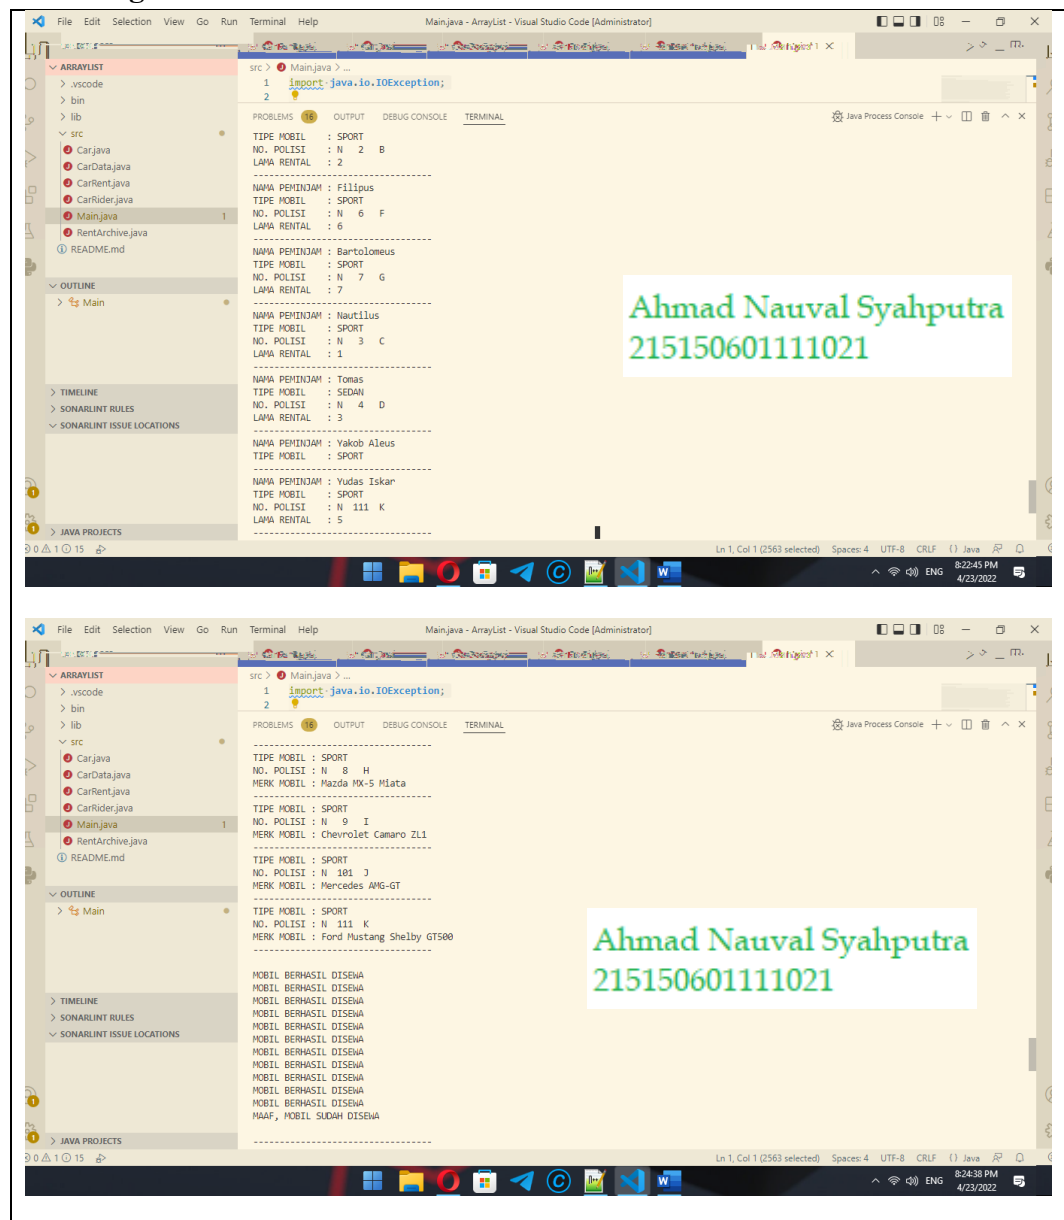 File Edit Selection View Go Run Terminal Help Main.java - ArrayList - Visual Studio Code [Administrator]
ARRAYLIST
> .vscode
> bin
> lib
src
Car.java
CarData.java
CarRent.java
CarRider.java
Main.java 1
RentArchive.java
README.md
OUTLINE
> Main
> TIMELINE
> SONARLINT RULES
SONARLINT ISSUE LOCATIONS
> JAVA PROJECTS
src > Main.java > ...
1 import java.io.IOException;
2
PROBLEMS 16 OUTPUT DEBUG CONSOLE TERMINAL Java Process Console
TIPE MOBIL : SPORT
NO. POLISI : N 2 B
LAMA RENTAL : 2
----------------------------------
NAMA PEMINJAM : Filipus
TIPE MOBIL : SPORT
NO. POLISI : N 6 F
LAMA RENTAL : 6
----------------------------------
NAMA PEMINJAM : Bartolomeus
TIPE MOBIL : SPORT
NO. POLISI : N 7 G
LAMA RENTAL : 7
----------------------------------
NAMA PEMINJAM : Nautilus
TIPE MOBIL : SPORT
NO. POLISI : N 3 C
LAMA RENTAL : 1
----------------------------------
NAMA PEMINJAM : Tomas
TIPE MOBIL : SEDAN
NO. POLISI : N 4 D
LAMA RENTAL : 3
----------------------------------
NAMA PEMINJAM : Yakob Aleus
TIPE MOBIL : SPORT
----------------------------------
NAMA PEMINJAM : Yudas Iskar
TIPE MOBIL : SPORT
NO. POLISI : N 111 K
LAMA RENTAL : 5
----------------------------------
Ahmad Nauval Syahputra
215150601111021
0 1 15 Ln 1, Col 1 (2563 selected) Spaces: 4 UTF-8 CRLF {} Java
ENG 8:22:45 PM
4/23/2022
File Edit Selection View Go Run Terminal Help Main.java - ArrayList - Visual Studio Code [Administrator]
ARRAYLIST
> .vscode
> bin
> lib
src
Car.java
CarData.java
CarRent.java
CarRider.java
Main.java 1
RentArchive.java
README.md
OUTLINE
> Main
> TIMELINE
> SONARLINT RULES
SONARLINT ISSUE LOCATIONS
> JAVA PROJECTS
src > Main.java > ...
1 import java.io.IOException;
2
PROBLEMS 16 OUTPUT DEBUG CONSOLE TERMINAL Java Process Console
----------------------------------
TIPE MOBIL : SPORT
NO. POLISI : N 8 H
MERK MOBIL : Mazda MX-5 Miata
----------------------------------
TIPE MOBIL : SPORT
NO. POLISI : N 9 I
MERK MOBIL : Chevrolet Camaro ZL1
----------------------------------
TIPE MOBIL : SPORT
NO. POLISI : N 101 J
MERK MOBIL : Mercedes AMG-GT
----------------------------------
TIPE MOBIL : SPORT
NO. POLISI : N 111 K
MERK MOBIL : Ford Mustang Shelby GT500
----------------------------------
MOBIL BERHASIL DISEWA
MOBIL BERHASIL DISEWA
MOBIL BERHASIL DISEWA
MOBIL BERHASIL DISEWA
MOBIL BERHASIL DISEWA
MOBIL BERHASIL DISEWA
MOBIL BERHASIL DISEWA
MOBIL BERHASIL DISEWA
MOBIL BERHASIL DISEWA
MOBIL BERHASIL DISEWA
MOBIL BERHASIL DISEWA
MAAF, MOBIL SUDAH DISEWA
----------------------------------
Ahmad Nauval Syahputra
215150601111021
0 1 15 Ln 1, Col 1 (2563 selected) Spaces: 4 UTF-8 CRLF {} Java
ENG 8:24:38 PM
4/23/2022